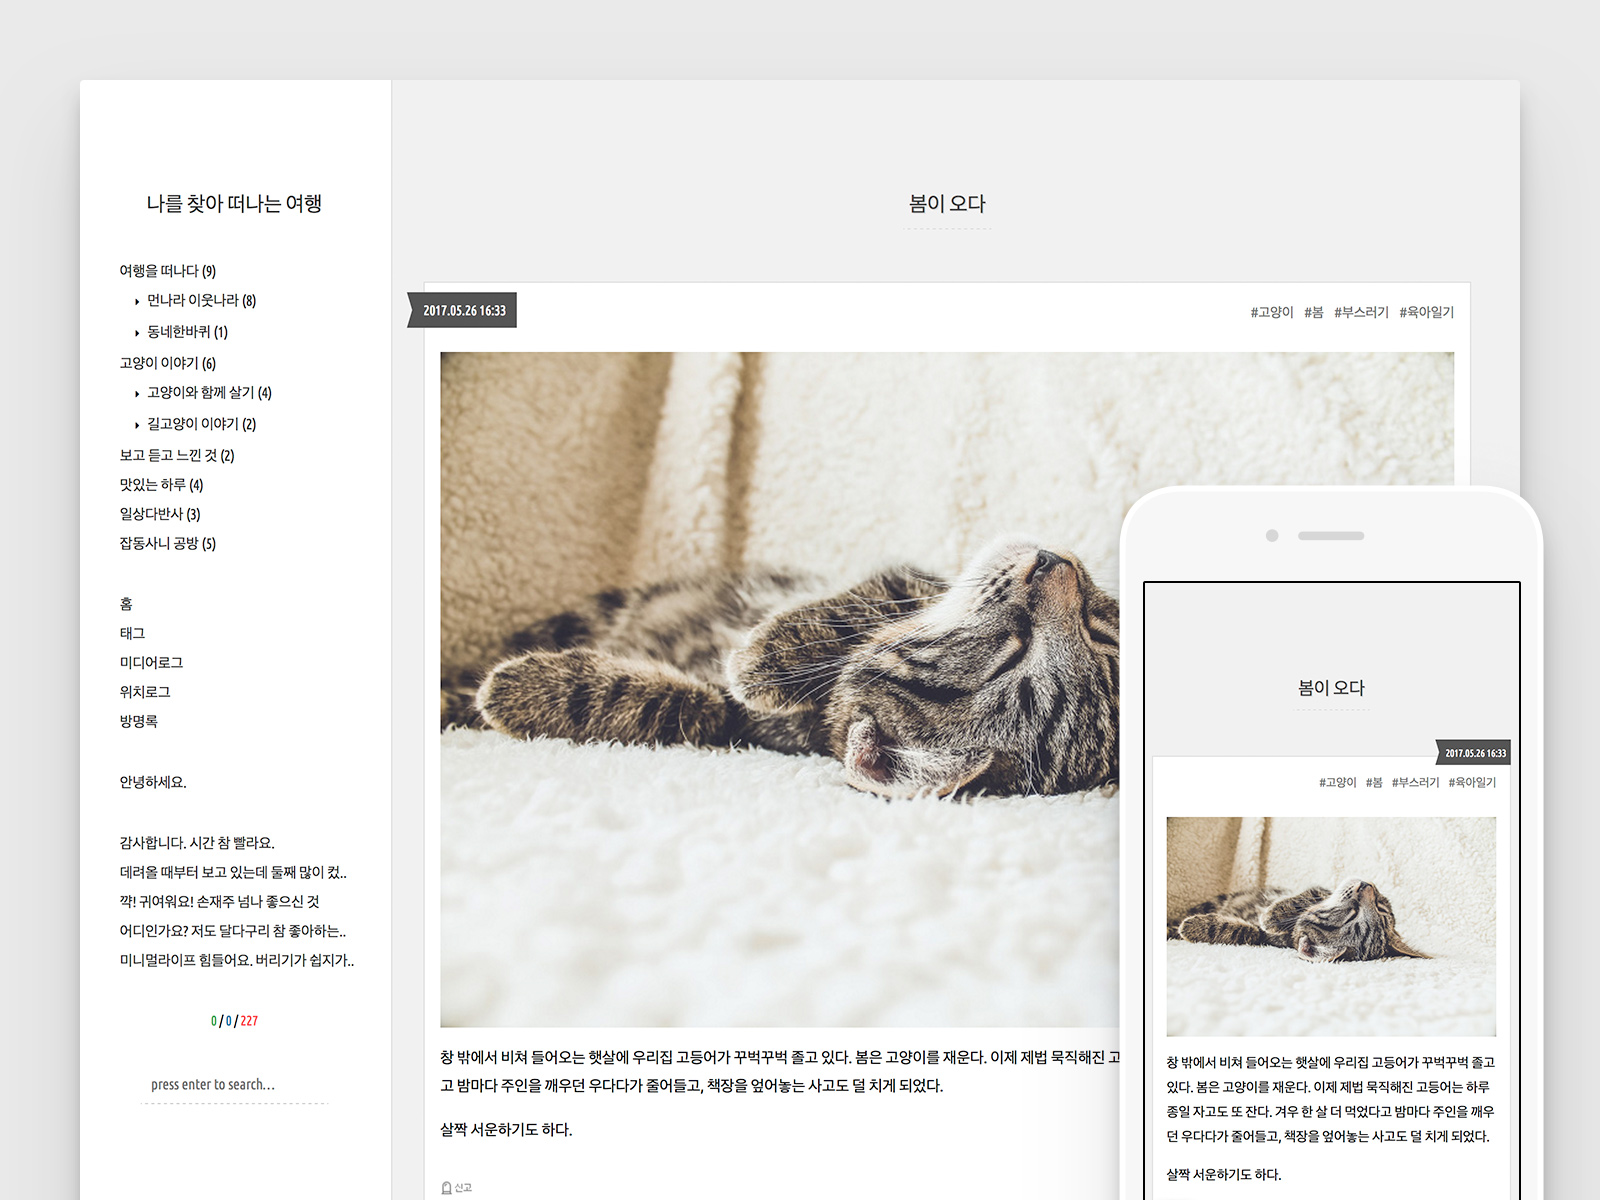 나를 찾아 떠나는 여행
여행을 떠나다 (9)
먼나라 이웃나라 (8)
동네한바퀴 (1)
고양이 이야기 (6)
고양이와 함께 살기 (4)
길고양이 이야기 (2)
보고 듣고 느낀 것 (2)
맛있는 하루 (4)
일상다반사 (3)
잡동사니 공방 (5)
홈
태그
미디어로그
위치로그
방명록
안녕하세요.
감사합니다. 시간 참 빨라요.
데려올 때부터 보고 있는데 둘째 많이 컸..
꺅! 귀여워요! 손재주 넘나 좋으신 것
어디인가요? 저도 달다구리 참 좋아하는..
미니멀라이프 힘들어요. 버리기가 쉽지가..
0 / 0 / 227
press enter to search...
봄이 오다
2017.05.26 16:33
#고양이 #봄 #부스러기 #육아일기
창 밖에서 비쳐 들어오는 햇살에 우리집 고등어가 꾸벅꾸벅 졸고 있다. 봄은 고양이를 재운다. 이제 제법 묵직해진 고
고 밤마다 주인을 깨우던 우다다가 줄어들고, 책장을 엎어놓는 사고도 덜 치게 되었다.
살짝 서운하기도 하다.
신고
봄이 오다
2017.05.26 16:33
#고양이 #봄 #부스러기 #육아일기
창 밖에서 비쳐 들어오는 햇살에 우리집 고등어가 꾸벅꾸벅 졸고
있다. 봄은 고양이를 재운다. 이제 제법 묵직해진 고등어는 하루
종일 자고도 또 잔다. 겨우 한 살 더 먹었다고 밤마다 주인을 깨우
던 우다다가 줄어들고, 책장을 엎어놓는 사고도 덜 치게 되었다.
살짝 서운하기도 하다.